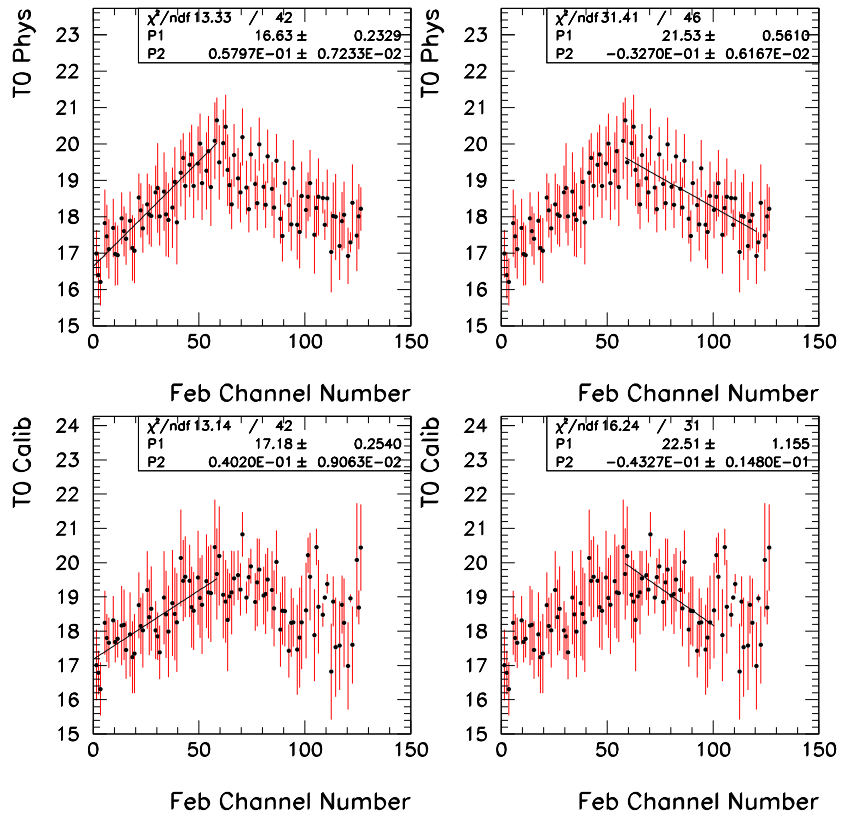 χ²/ndf 13.33 / 42
P1 16.63 ± 0.2329
P2 0.5797E-01 ± 0.7233E-02
T0 Phys
23
22
21
20
19
18
17
16
15
0 50 100 150
Feb Channel Number
χ²/ndf 31.41 / 46
P1 21.53 ± 0.5610
P2 -0.3270E-01 ± 0.6167E-02
T0 Phys
23
22
21
20
19
18
17
16
15
0 50 100 150
Feb Channel Number
χ²/ndf 13.14 / 42
P1 17.18 ± 0.2540
P2 0.4020E-01 ± 0.9063E-02
T0 Calib
24
23
22
21
20
19
18
17
16
15
0 50 100 150
Feb Channel Number
χ²/ndf 16.24 / 31
P1 22.51 ± 1.155
P2 -0.4327E-01 ± 0.1480E-01
T0 Calib
24
23
22
21
20
19
18
17
16
15
0 50 100 150
Feb Channel Number